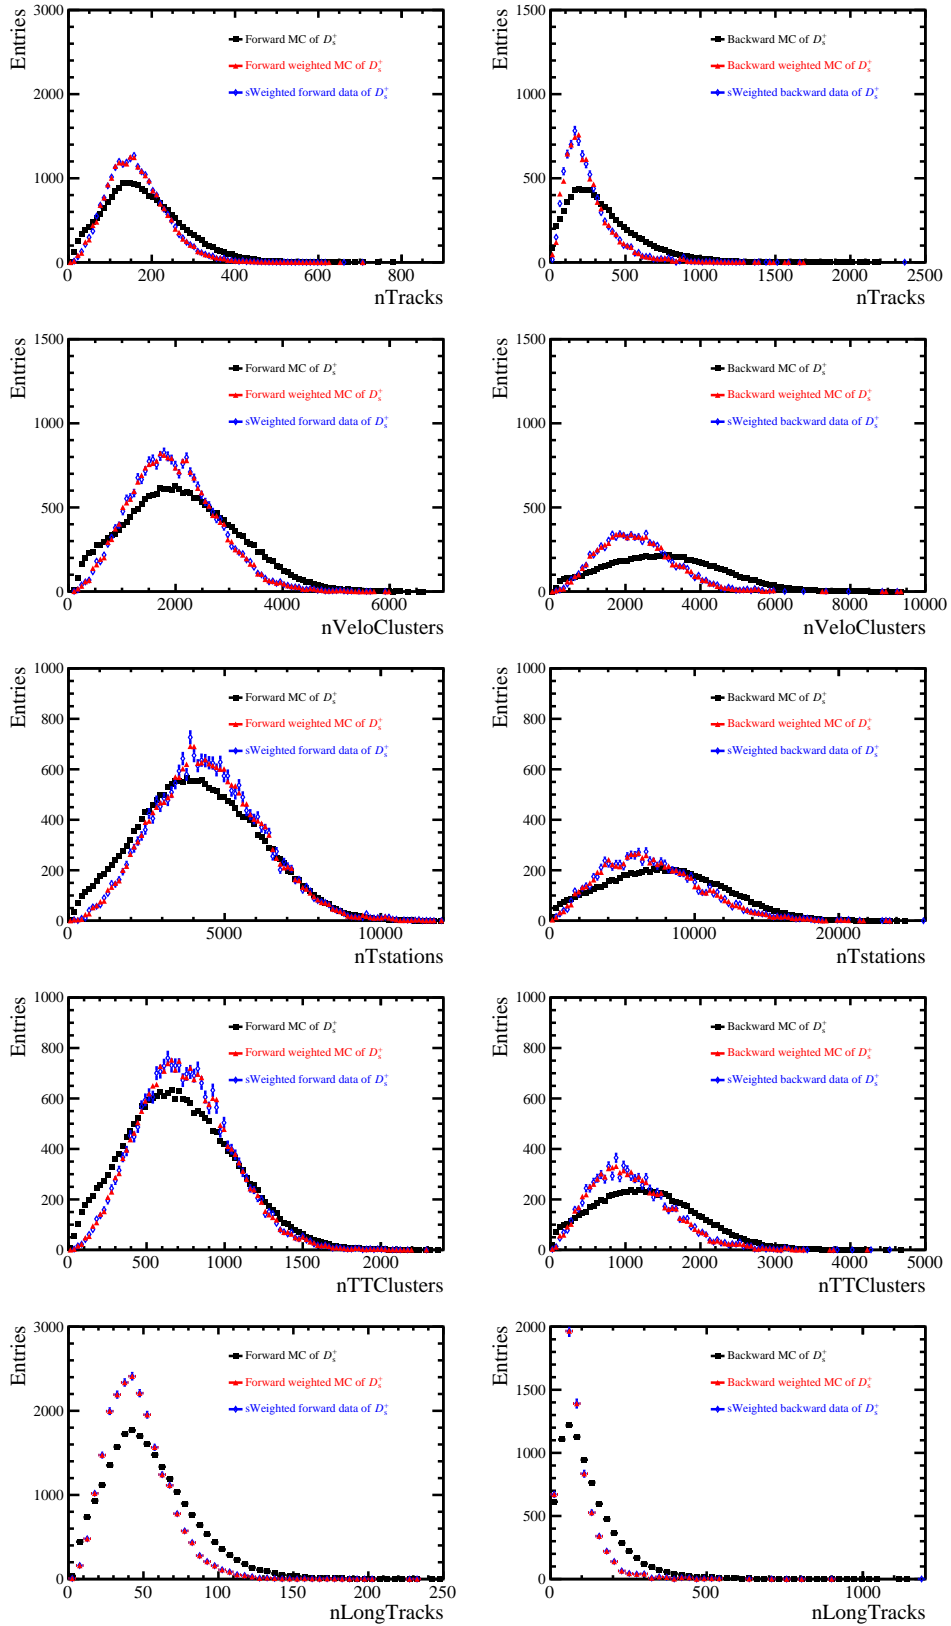 Entries
3000
2000
1000
0
Forward MC of D_s^+
Forward weighted MC of D_s^+
sWeighted forward data of D_s^+
0 200 400 600 800
nTracks
Entries
1500
1000
500
0
Backward MC of D_s^+
Backward weighted MC of D_s^+
sWeighted backward data of D_s^+
0 500 1000 1500 2000 2500
nTracks
Entries
1500
1000
500
0
Forward MC of D_s^+
Forward weighted MC of D_s^+
sWeighted forward data of D_s^+
0 2000 4000 6000
nVeloClusters
Entries
1500
1000
500
0
Backward MC of D_s^+
Backward weighted MC of D_s^+
sWeighted backward data of D_s^+
0 2000 4000 6000 8000 10000
nVeloClusters
Entries
1000
800
600
400
200
0
Forward MC of D_s^+
Forward weighted MC of D_s^+
sWeighted forward data of D_s^+
0 5000 10000
nTstations
Entries
1000
800
600
400
200
0
Backward MC of D_s^+
Backward weighted MC of D_s^+
sWeighted backward data of D_s^+
0 10000 20000
nTstations
Entries
1000
800
600
400
200
0
Forward MC of D_s^+
Forward weighted MC of D_s^+
sWeighted forward data of D_s^+
0 500 1000 1500 2000
nTTClusters
Entries
1000
800
600
400
200
0
Backward MC of D_s^+
Backward weighted MC of D_s^+
sWeighted backward data of D_s^+
0 1000 2000 3000 4000 5000
nTTClusters
Entries
3000
2000
1000
0
Forward MC of D_s^+
Forward weighted MC of D_s^+
sWeighted forward data of D_s^+
0 50 100 150 200 250
nLongTracks
Entries
2000
1500
1000
500
0
Backward MC of D_s^+
Backward weighted MC of D_s^+
sWeighted backward data of D_s^+
0 500 1000
nLongTracks